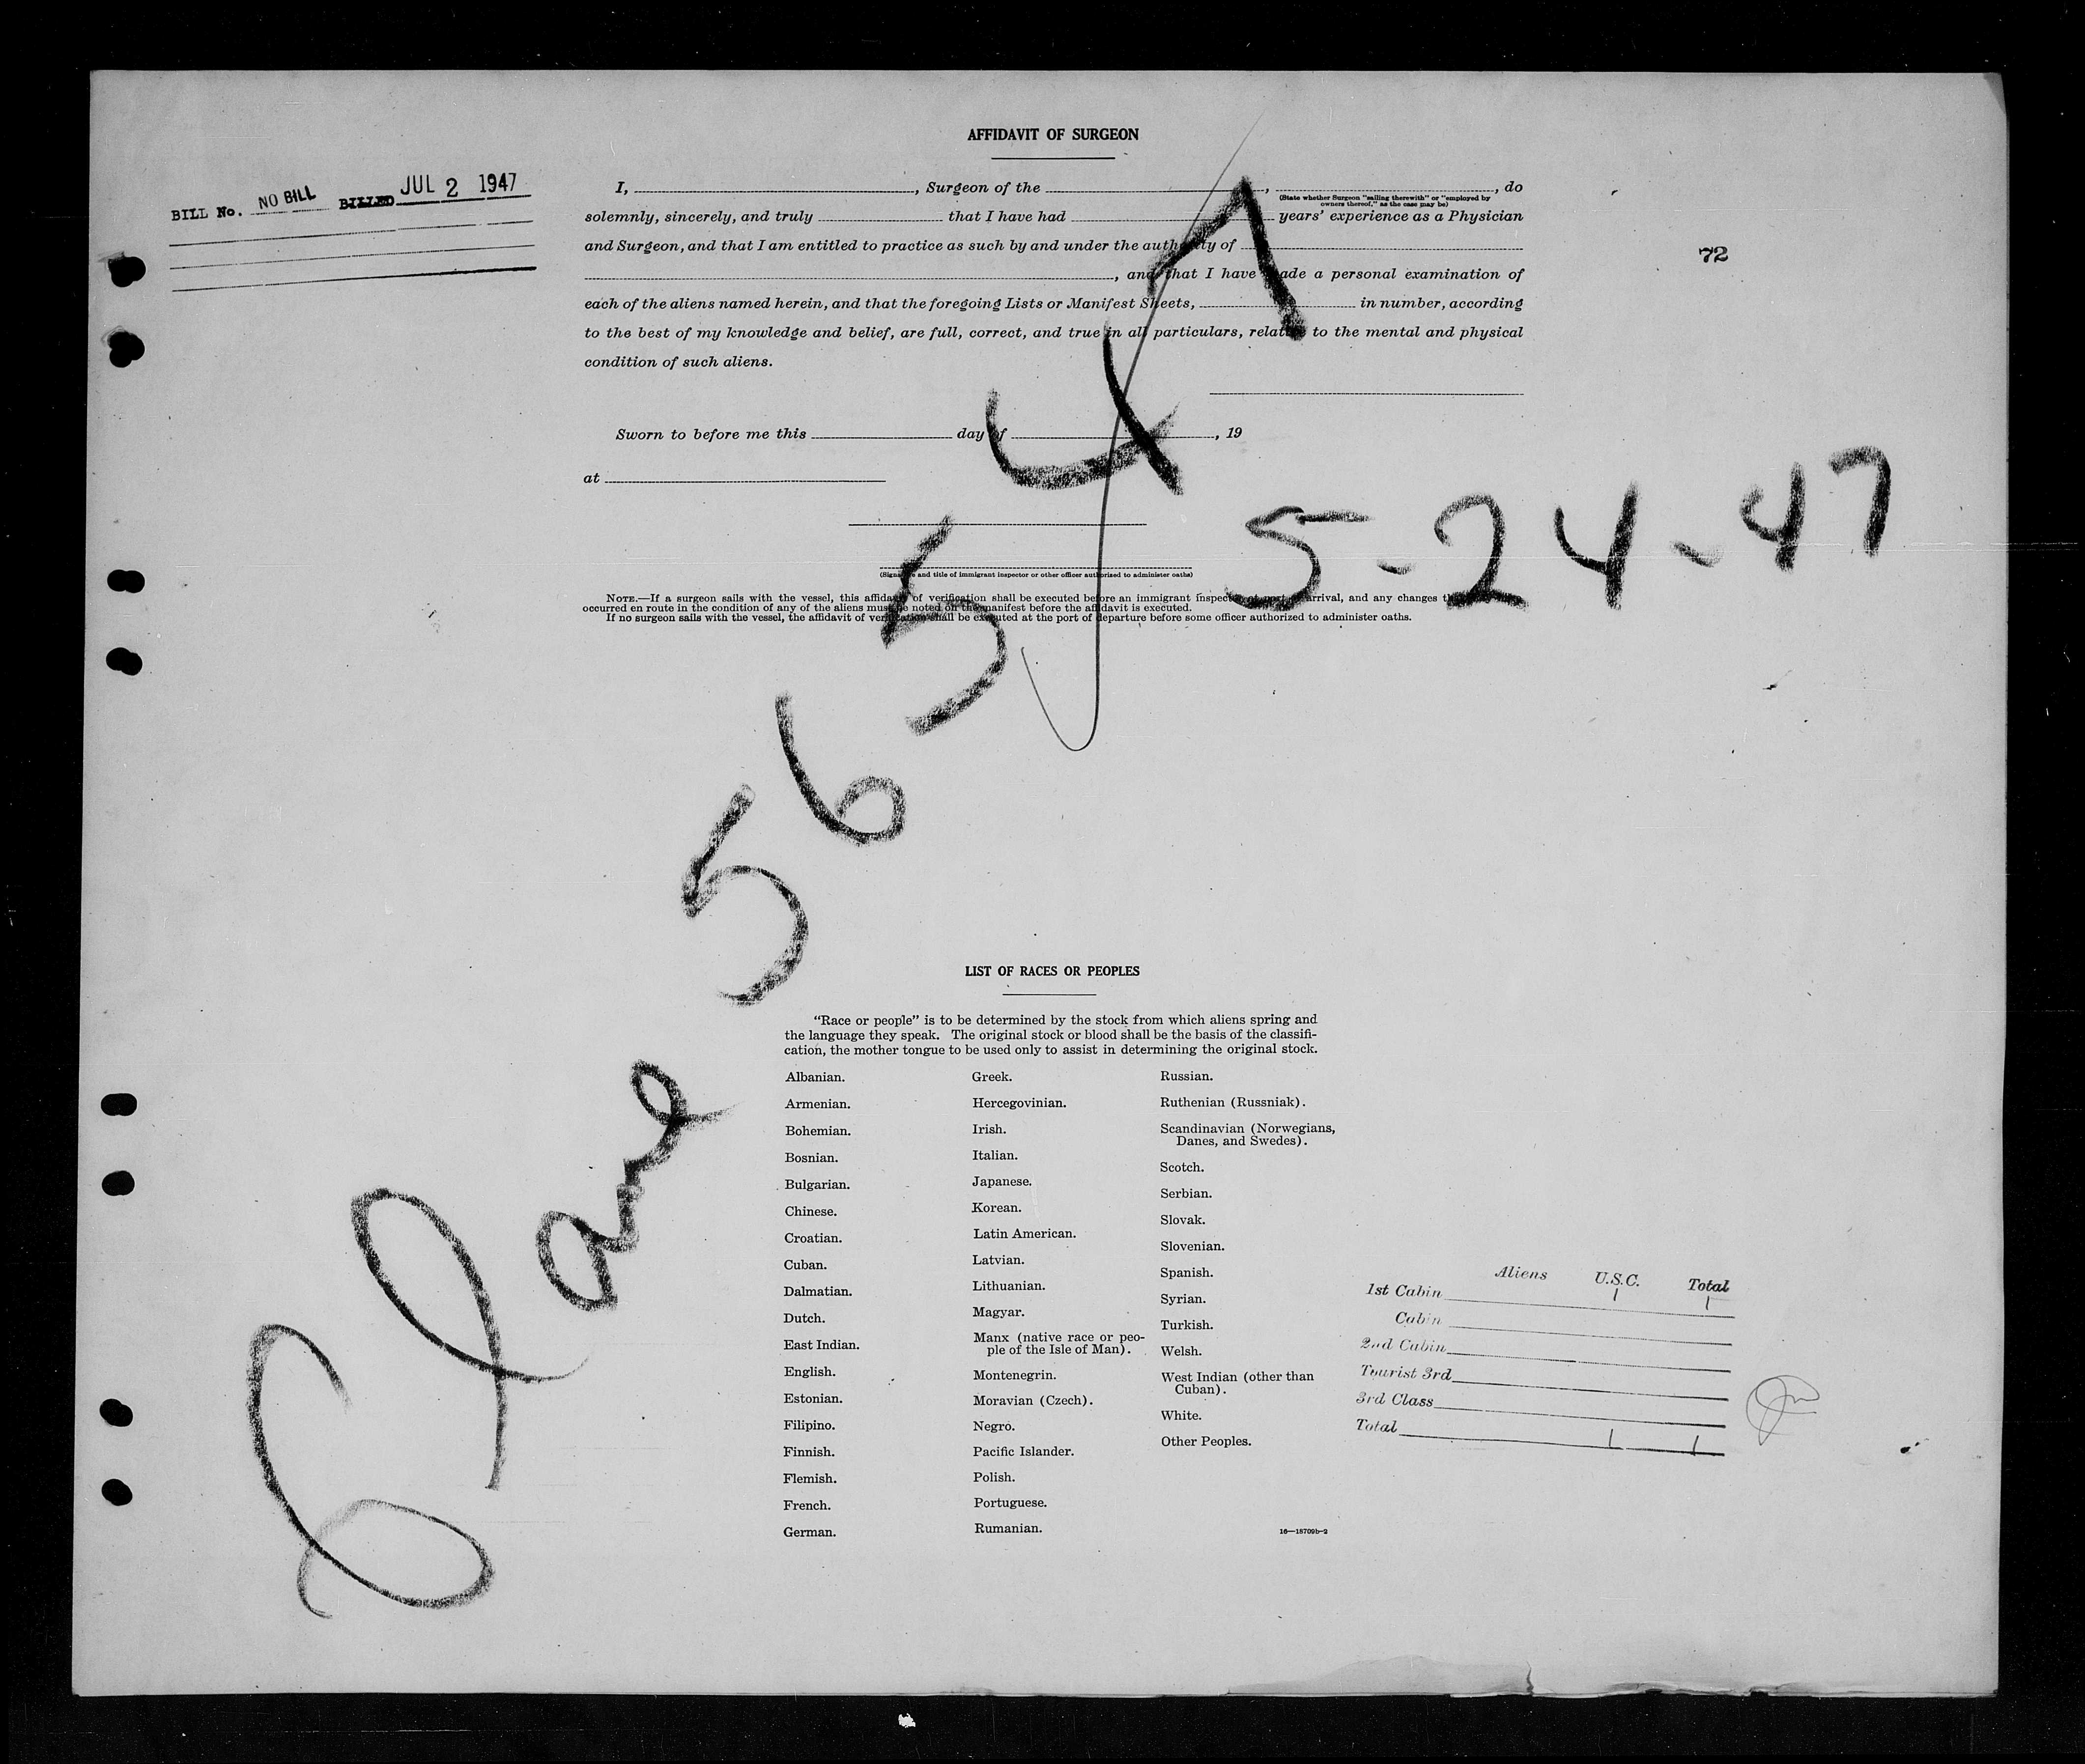 AFFIDAVIT OF SURGEON
BILL No. NO BILL BILLED JUL 2 1947
I, , Surgeon of the , , do
(State whether Surgeon "sailing therewith" or "employed by
owners thereof," as the case may be)
solemnly, sincerely, and truly that I have had years' experience as a Physician
and Surgeon, and that I am entitled to practice as such by and under the authority of
72
, and that I have made a personal examination of
each of the aliens named herein, and that the foregoing Lists or Manifest Sheets, in number, according
to the best of my knowledge and belief, are full, correct, and true in all particulars, relative to the mental and physical
condition of such aliens.
Sworn to before me this day of , 19
at
(Signature and title of immigrant inspector or other officer authorized to administer oaths)
5-24-47
NOTE.—If a surgeon sails with the vessel, this affidavit of verification shall be executed before an immigrant inspector at port of arrival, and any changes
occurred en route in the condition of any of the aliens must be noted on the manifest before the affidavit is executed.
If no surgeon sails with the vessel, the affidavit of verification shall be executed at the port of departure before some officer authorized to administer oaths.
56547
LIST OF RACES OR PEOPLES
"Race or people" is to be determined by the stock from which aliens spring and
the language they speak. The original stock or blood shall be the basis of the classifi-
cation, the mother tongue to be used only to assist in determining the original stock.
Albanian.
Armenian.
Bohemian.
Bosnian.
Bulgarian.
Chinese.
Croatian.
Cuban.
Dalmatian.
Dutch.
East Indian.
English.
Estonian.
Filipino.
Finnish.
Flemish.
French.
German.
Greek.
Hercegovinian.
Irish.
Italian.
Japanese.
Korean.
Latin American.
Latvian.
Lithuanian.
Magyar.
Manx (native race or peo-
ple of the Isle of Man).
Montenegrin.
Moravian (Czech).
Negro.
Pacific Islander.
Polish.
Portuguese.
Rumanian.
Russian.
Ruthenian (Russniak).
Scandinavian (Norwegians,
Danes, and Swedes).
Scotch.
Serbian.
Slovak.
Slovenian.
Spanish.
Syrian.
Turkish.
Welsh.
West Indian (other than
Cuban).
White.
Other Peoples.
16—18709b-2
Aliens U.S.C. Total
1st Cabin 1 1
Cabin
2nd Cabin
Tourist 3rd
3rd Class
Total 1 1